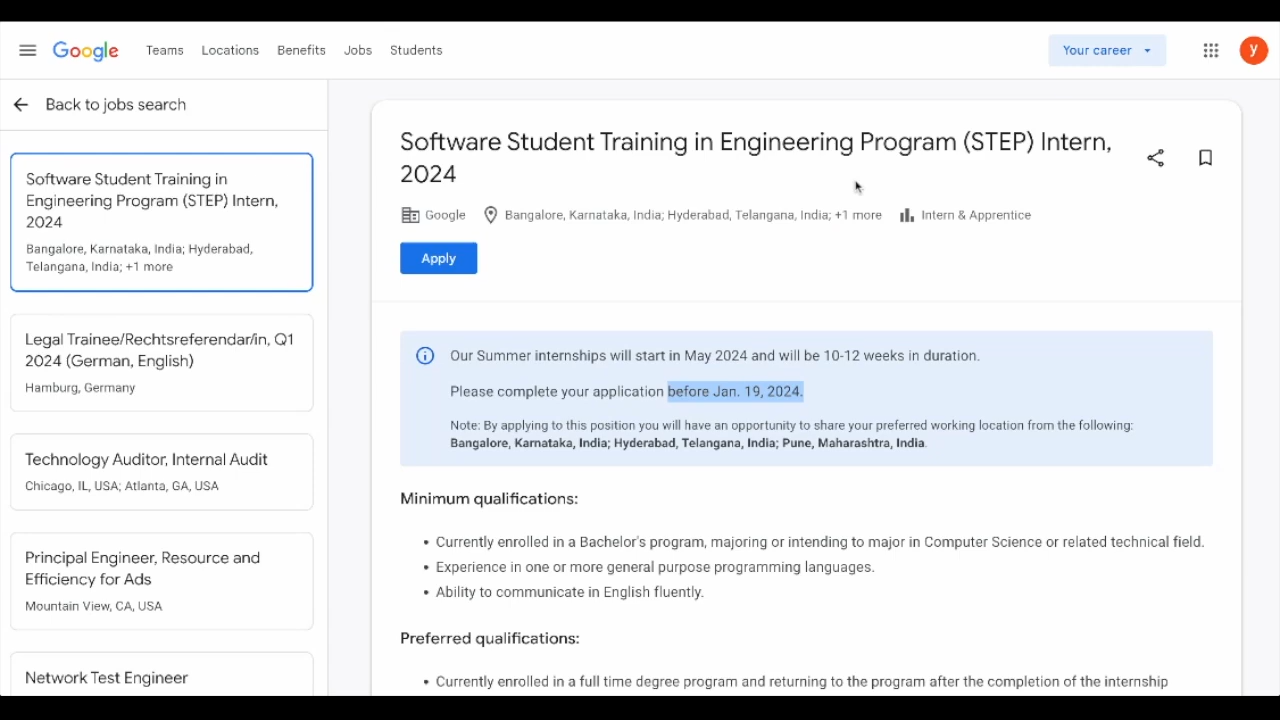 Google Teams Locations Benefits Jobs Students Your career y
Back to jobs search
Software Student Training in
Engineering Program (STEP) Intern,
2024
Bangalore, Karnataka, India; Hyderabad,
Telangana, India; +1 more
Legal Trainee/Rechtsreferendar/in, Q1
2024 (German, English)
Hamburg, Germany
Technology Auditor, Internal Audit
Chicago, IL, USA; Atlanta, GA, USA
Principal Engineer, Resource and
Efficiency for Ads
Mountain View, CA, USA
Network Test Engineer
Software Student Training in Engineering Program (STEP) Intern,
2024
Google Bangalore, Karnataka, India; Hyderabad, Telangana, India; +1 more Intern & Apprentice
Apply
Our Summer internships will start in May 2024 and will be 10-12 weeks in duration.
Please complete your application before Jan. 19, 2024.
Note: By applying to this position you will have an opportunity to share your preferred working location from the following:
Bangalore, Karnataka, India; Hyderabad, Telangana, India; Pune, Maharashtra, India.
Minimum qualifications:
• Currently enrolled in a Bachelor's program, majoring or intending to major in Computer Science or related technical field.
• Experience in one or more general purpose programming languages.
• Ability to communicate in English fluently.
Preferred qualifications:
• Currently enrolled in a full time degree program and returning to the program after the completion of the internship